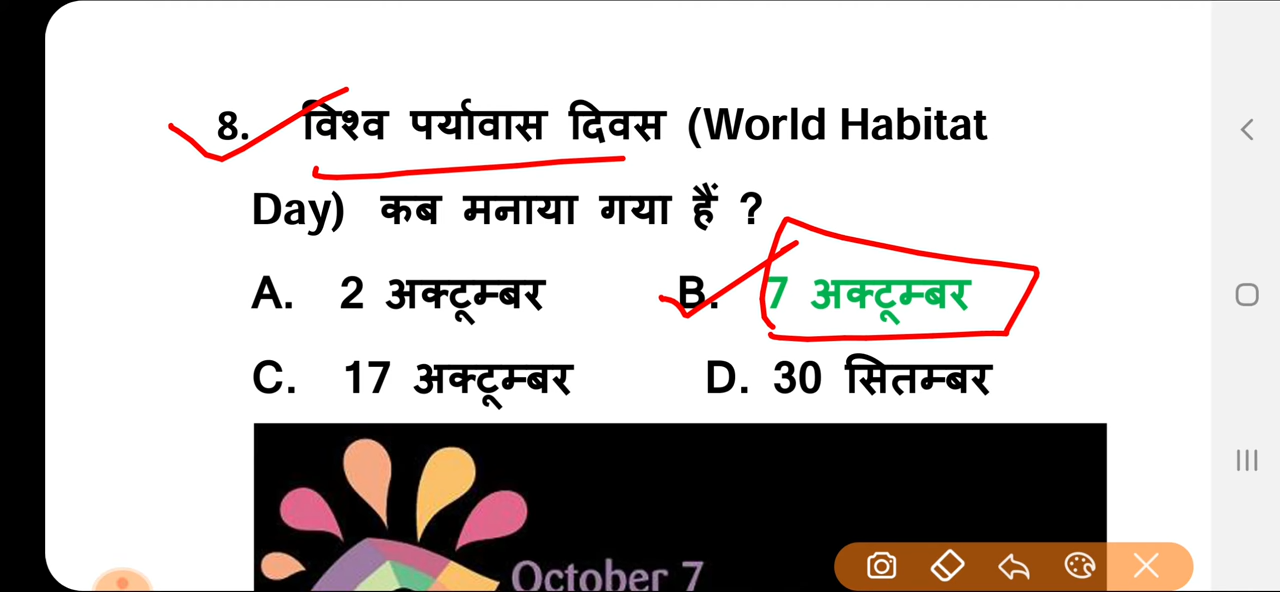 8. विश्व पर्यावास दिवस (World Habitat
Day) कब मनाया गया हैं ?
A. 2 अक्टूम्बर B. 7 अक्टूम्बर
C. 17 अक्टूम्बर D. 30 सितम्बर
October 7